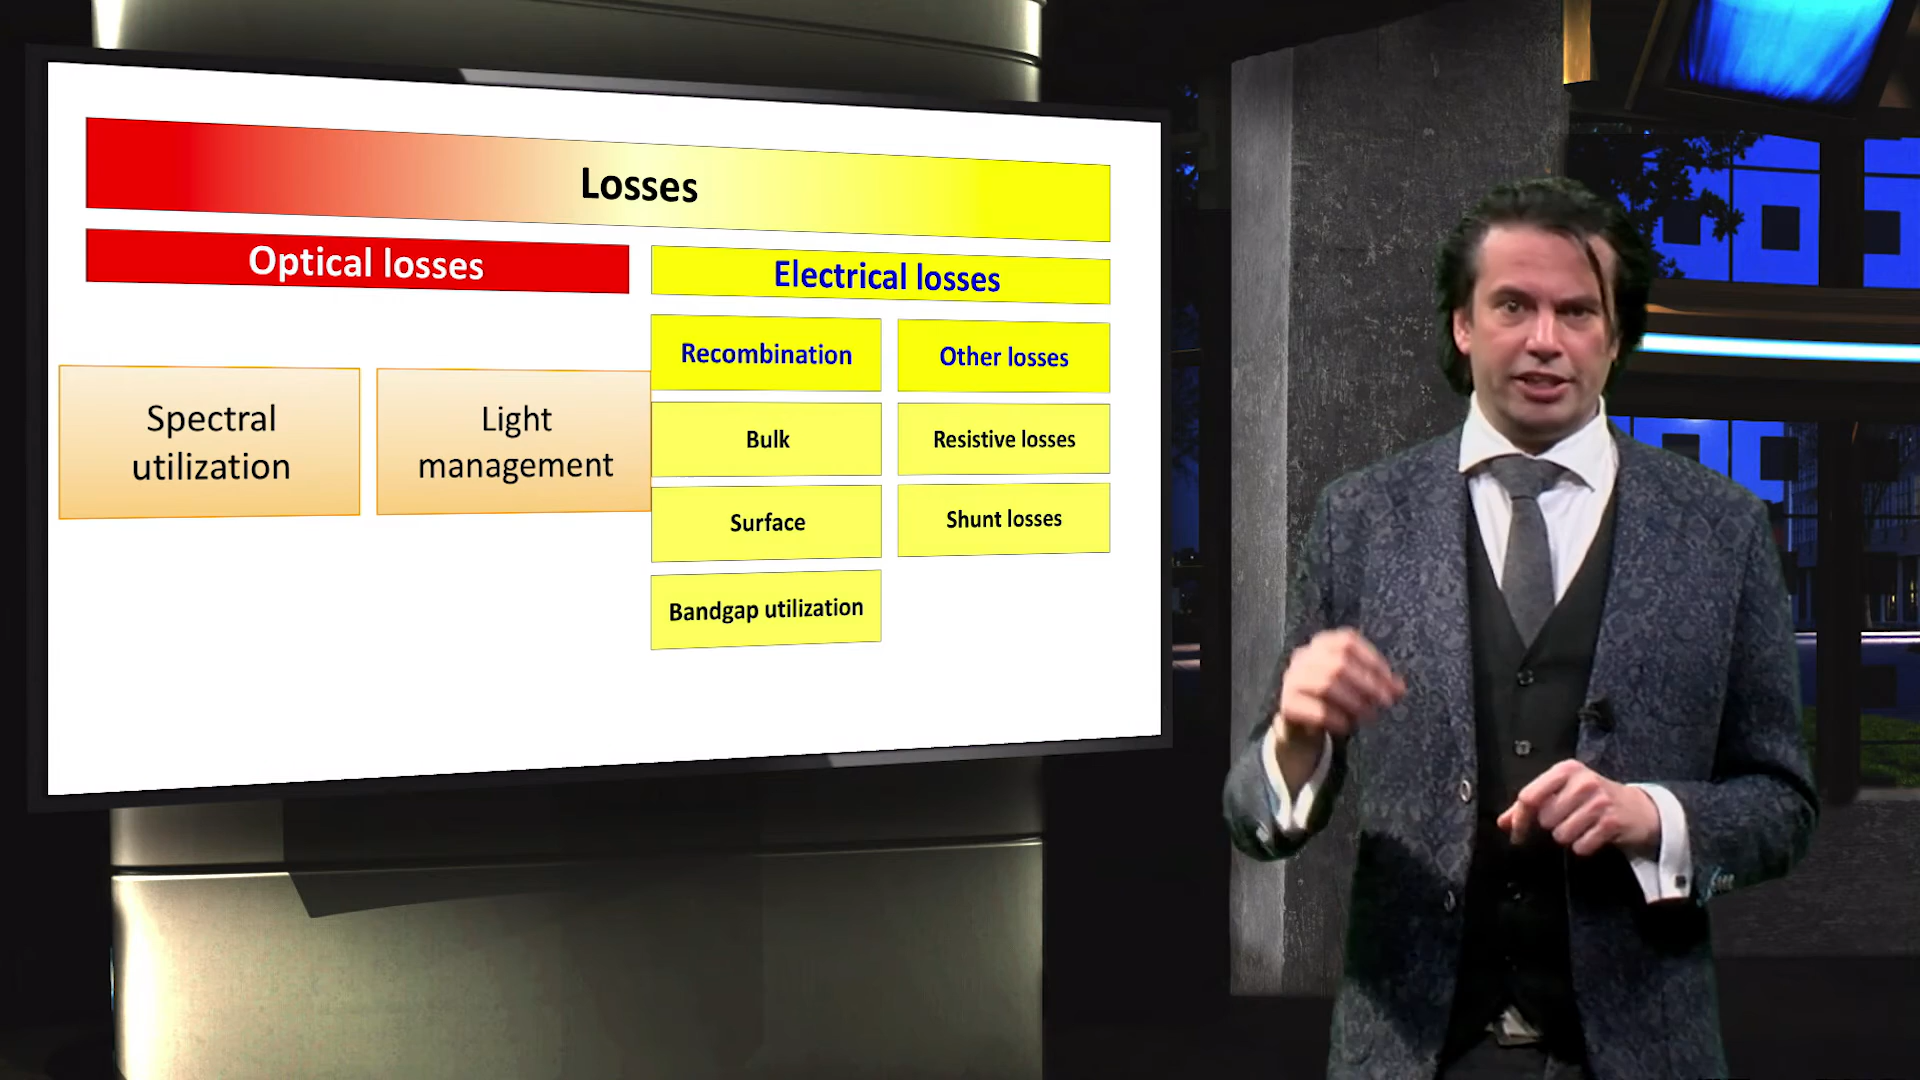 Losses
Optical losses
Electrical losses
Spectral
utilization
Light
management
Recombination
Other losses
Bulk
Resistive losses
Surface
Shunt losses
Bandgap utilization